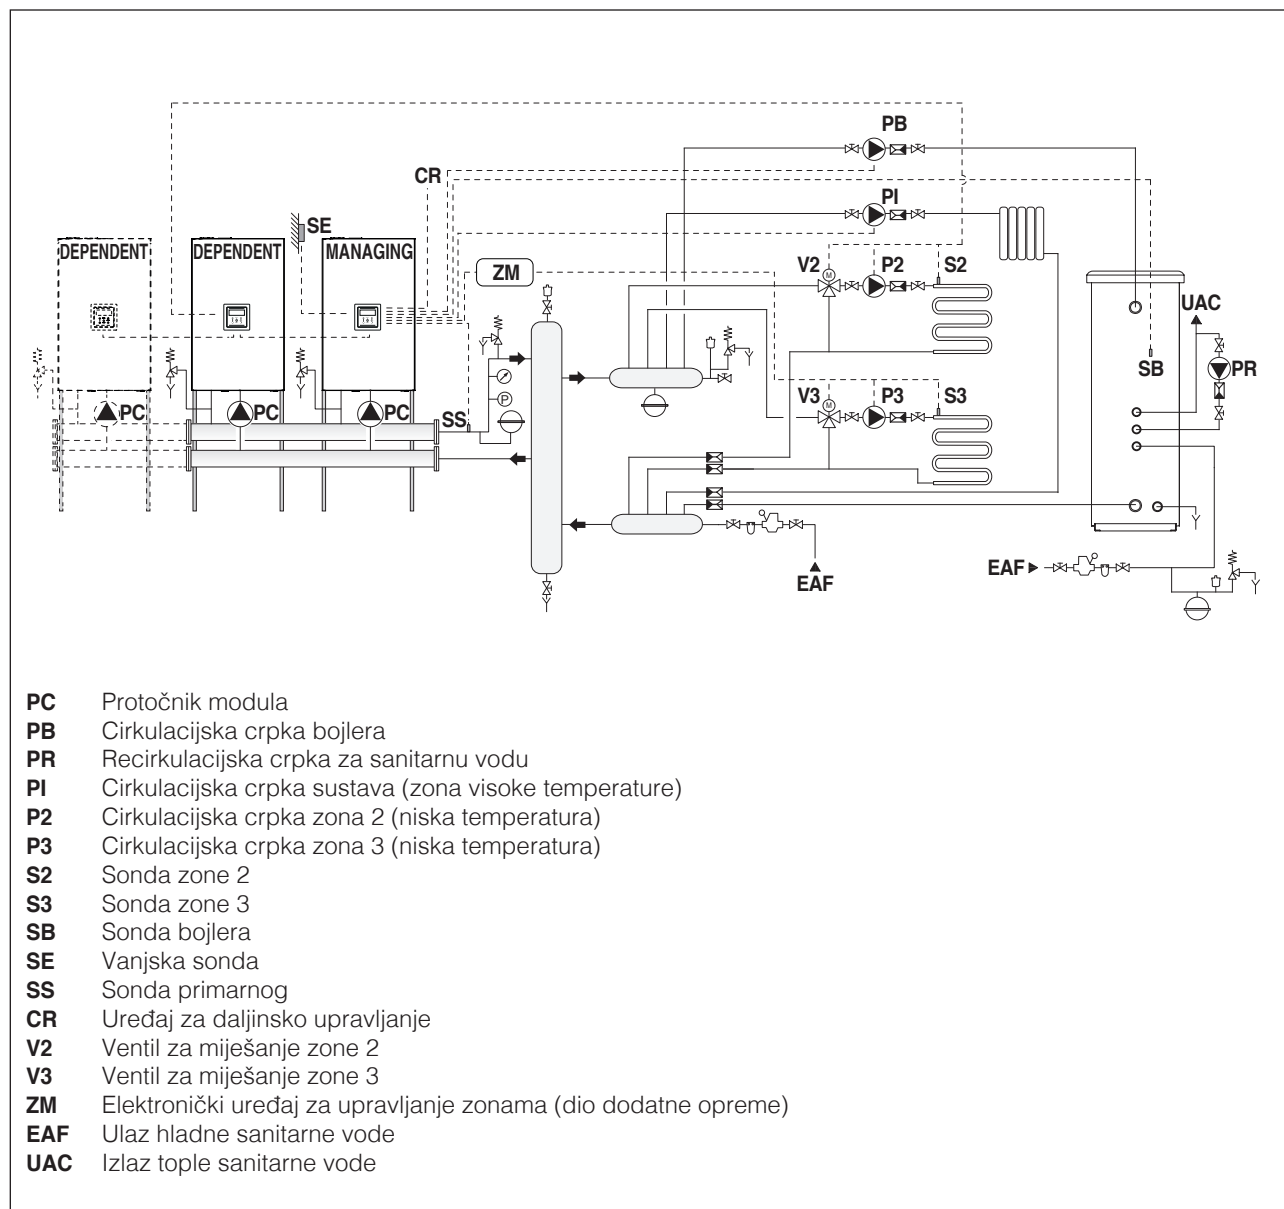 PB
CR
PI
SE
DEPENDENT DEPENDENT MANAGING
ZM
V2 P2 S2
M
UAC
SB PR
V3 P3 S3
M
P
PC PC PC SS
EAF
EAF
PC Protočnik modula
PB Cirkulacijska crpka bojlera
PR Recirkulacijska crpka za sanitarnu vodu
PI Cirkulacijska crpka sustava (zona visoke temperature)
P2 Cirkulacijska crpka zona 2 (niska temperatura)
P3 Cirkulacijska crpka zona 3 (niska temperatura)
S2 Sonda zone 2
S3 Sonda zone 3
SB Sonda bojlera
SE Vanjska sonda
SS Sonda primarnog
CR Uređaj za daljinsko upravljanje
V2 Ventil za miješanje zone 2
V3 Ventil za miješanje zone 3
ZM Elektronički uređaj za upravljanje zonama (dio dodatne opreme)
EAF Ulaz hladne sanitarne vode
UAC Izlaz tople sanitarne vode